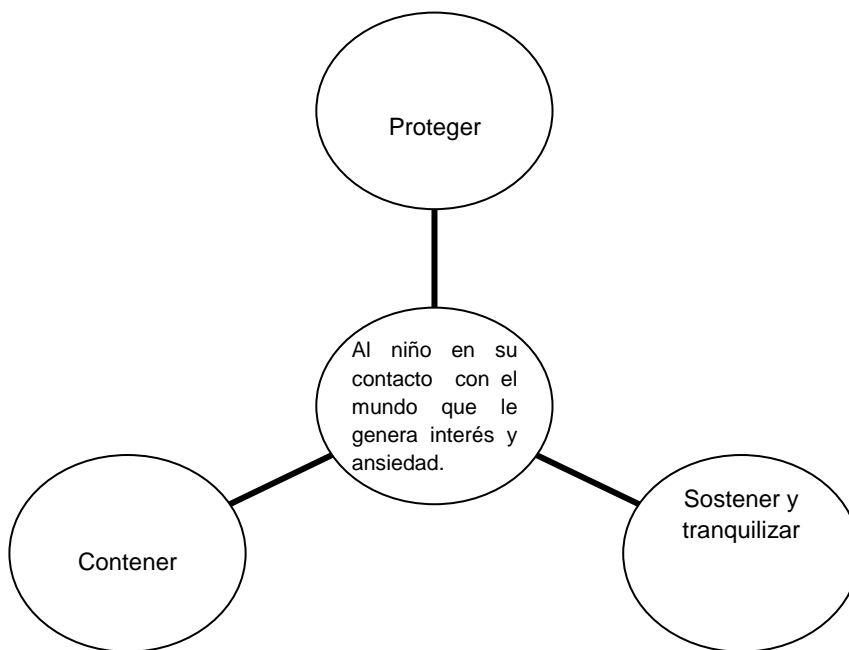 Proteger
Al niño en su
contacto con el
mundo que le
genera interés y
ansiedad.
Contener
Sostener y
tranquilizar